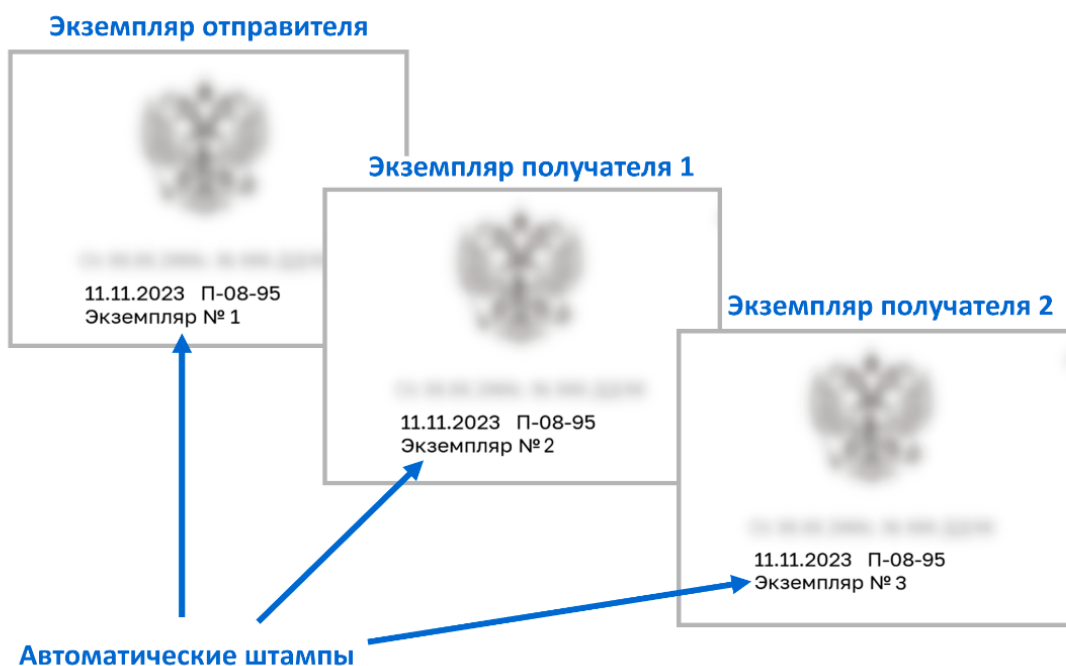 Экземпляр отправителя
11.11.2023 П-08-95
Экземпляр № 1
Экземпляр получателя 1
11.11.2023 П-08-95
Экземпляр № 2
Экземпляр получателя 2
11.11.2023 П-08-95
Экземпляр № 3
Автоматические штампы